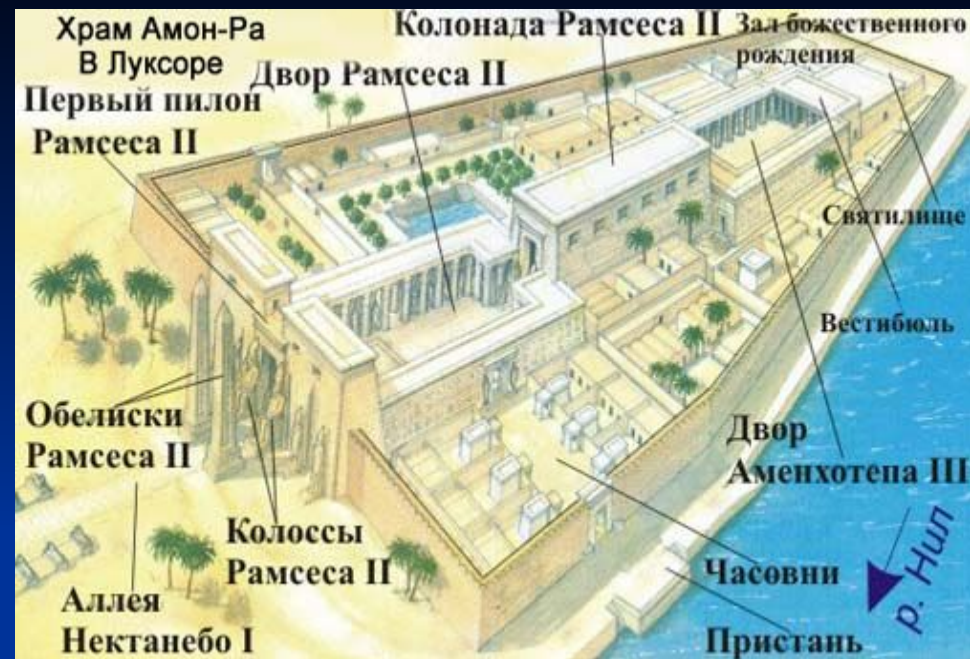 Храм Амон-Ра
В Луксоре
Первый пилон
Рамсеса II
Двор Рамсеса II
Колонада Рамсеса II
Зал божественного
рождения
Святилище
Вестибюль
Двор
Аменхотепа III
Обелиски
Рамсеса II
Колоссы
Рамсеса II
Аллея
Нектанебо I
Часовни
Пристань
р. Нил